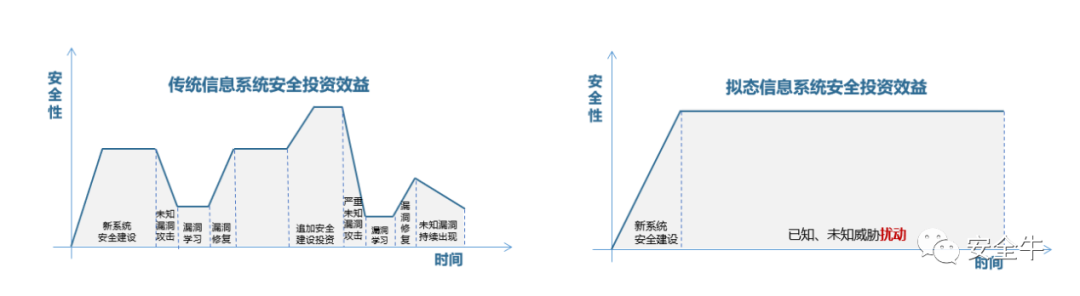 传统信息系统安全投资效益
安全性
新系统
安全建设
未知
漏洞
攻击
漏洞
学习
漏洞
修复
追加安全
建设投资
严重
未知
漏洞
攻击
漏洞
学习
漏洞
修复
未知漏洞
持续出现
时间
拟态信息系统安全投资效益
安全性
新系统
安全建设
已知、未知威胁扰动
时间
安全牛